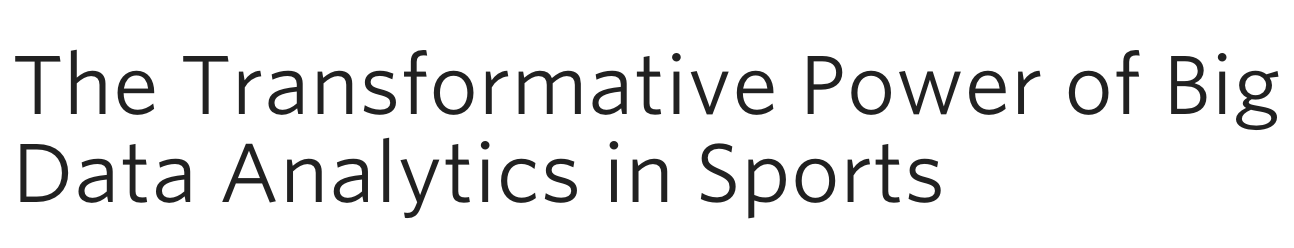 The Transformative Power of Big
Data Analytics in Sports